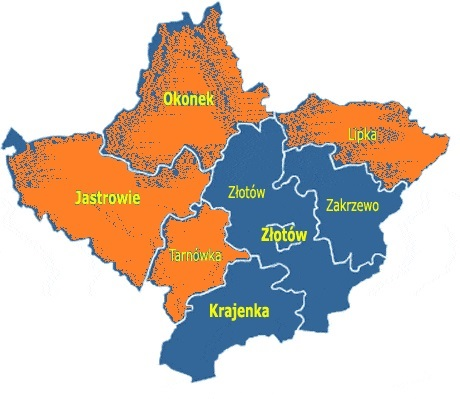 Okonek
Lipka
Jastrowie
Złotów
Zakrzewo
Złotów
Tarnówka
Krajenka